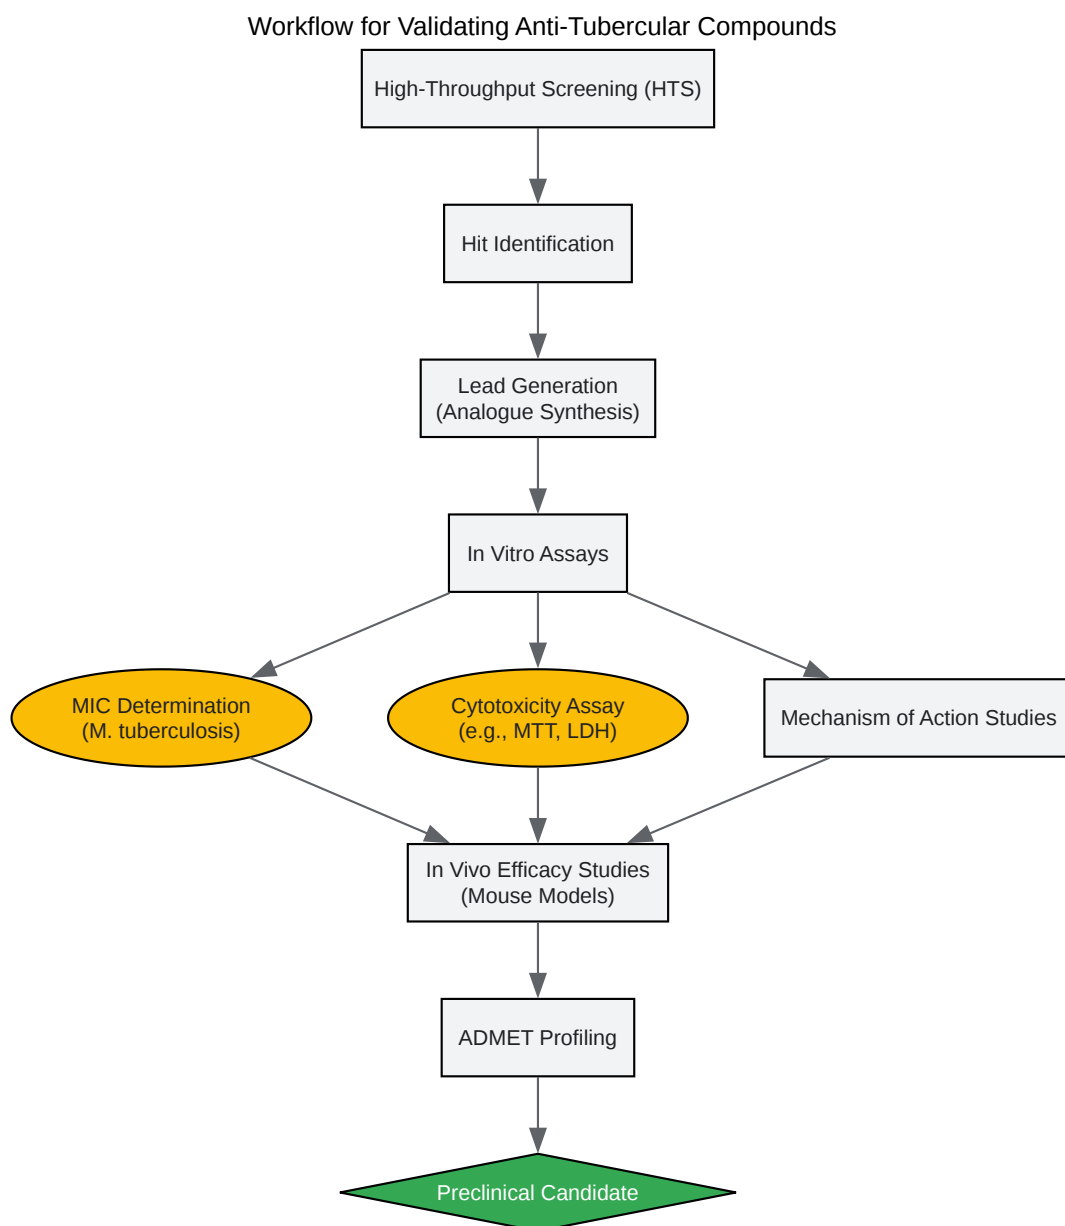 Workflow for Validating Anti-Tubercular Compounds
High-Throughput Screening (HTS)
Hit Identification
Lead Generation
(Analogue Synthesis)
In Vitro Assays
MIC Determination
(M. tuberculosis)
Cytotoxicity Assay
(e.g., MTT, LDH)
Mechanism of Action Studies
In Vivo Efficacy Studies
(Mouse Models)
ADMET Profiling
Preclinical Candidate